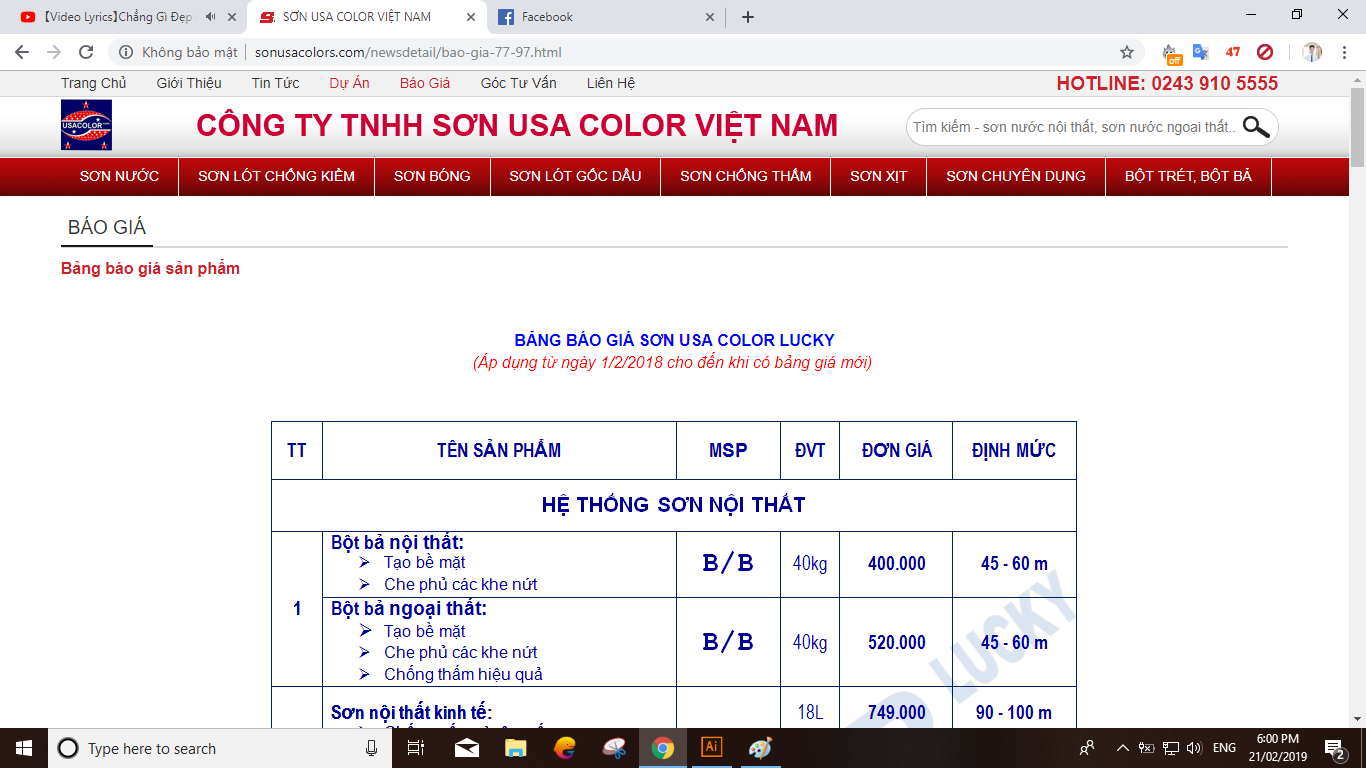 【Video Lyrics】Chẳng Gì Đẹp
SƠN USA COLOR VIỆT NAM
Facebook
Không bảo mật | sonusacolors.com/newsdetail/bao-gia-77-97.html
off
47
Trang Chủ Giới Thiệu Tin Tức Dự Án Báo Giá Góc Tư Vấn Liên Hệ HOTLINE: 0243 910 5555
USACOLOR
CÔNG TY TNHH SƠN USA COLOR VIỆT NAM
Tìm kiếm - sơn nước nội thất, sơn nước ngoại thất..
SƠN NƯỚC SƠN LÓT CHỐNG KIỀM SƠN BÓNG SƠN LÓT GỐC DẦU SƠN CHỐNG THẤM SƠN XỊT SƠN CHUYÊN DỤNG BỘT TRÉT, BỘT BẢ
BÁO GIÁ
Bảng báo giá sản phẩm
BẢNG BÁO GIÁ SƠN USA COLOR LUCKY
(Áp dụng từ ngày 1/2/2018 cho đến khi có bảng giá mới)
TT TÊN SẢN PHẨM MSP ĐVT ĐƠN GIÁ ĐỊNH MỨC
HỆ THỐNG SƠN NỘI THẤT
1
Bột bả nội thất:
➢ Tạo bề mặt
➢ Che phủ các khe nứt
B/B 40kg 400.000 45 - 60 m
Bột bả ngoại thất:
➢ Tạo bề mặt
➢ Che phủ các khe nứt
➢ Chống thấm hiệu quả
B/B 40kg 520.000 45 - 60 m
Sơn nội thất kinh tế: 18L 749.000 90 - 100 m
LUCKY
Type here to search
Ai
ENG
6:00 PM
21/02/2019
2